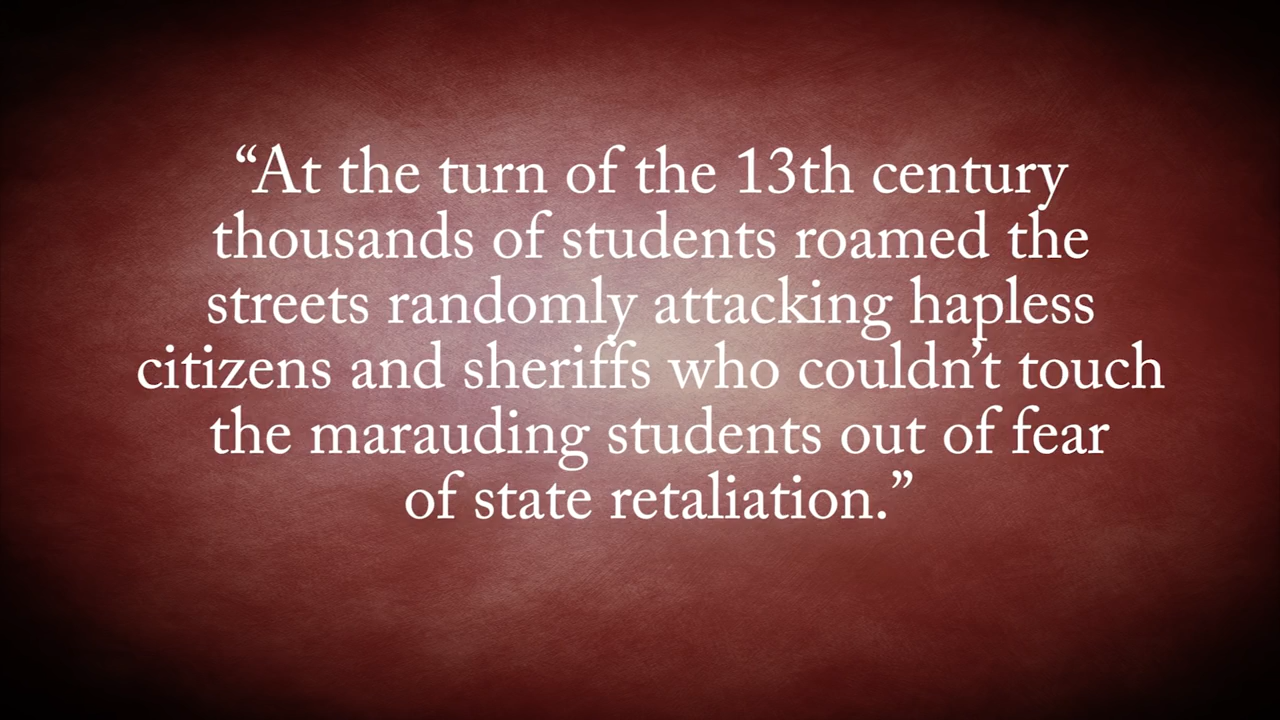 “At the turn of the 13th century
thousands of students roamed the
streets randomly attacking hapless
citizens and sheriffs who couldn’t touch
the marauding students out of fear
of state retaliation.”